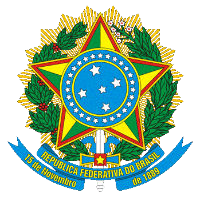 REPÚBLICA FEDERATIVA DO BRASIL
15 de Novembro
de 1889